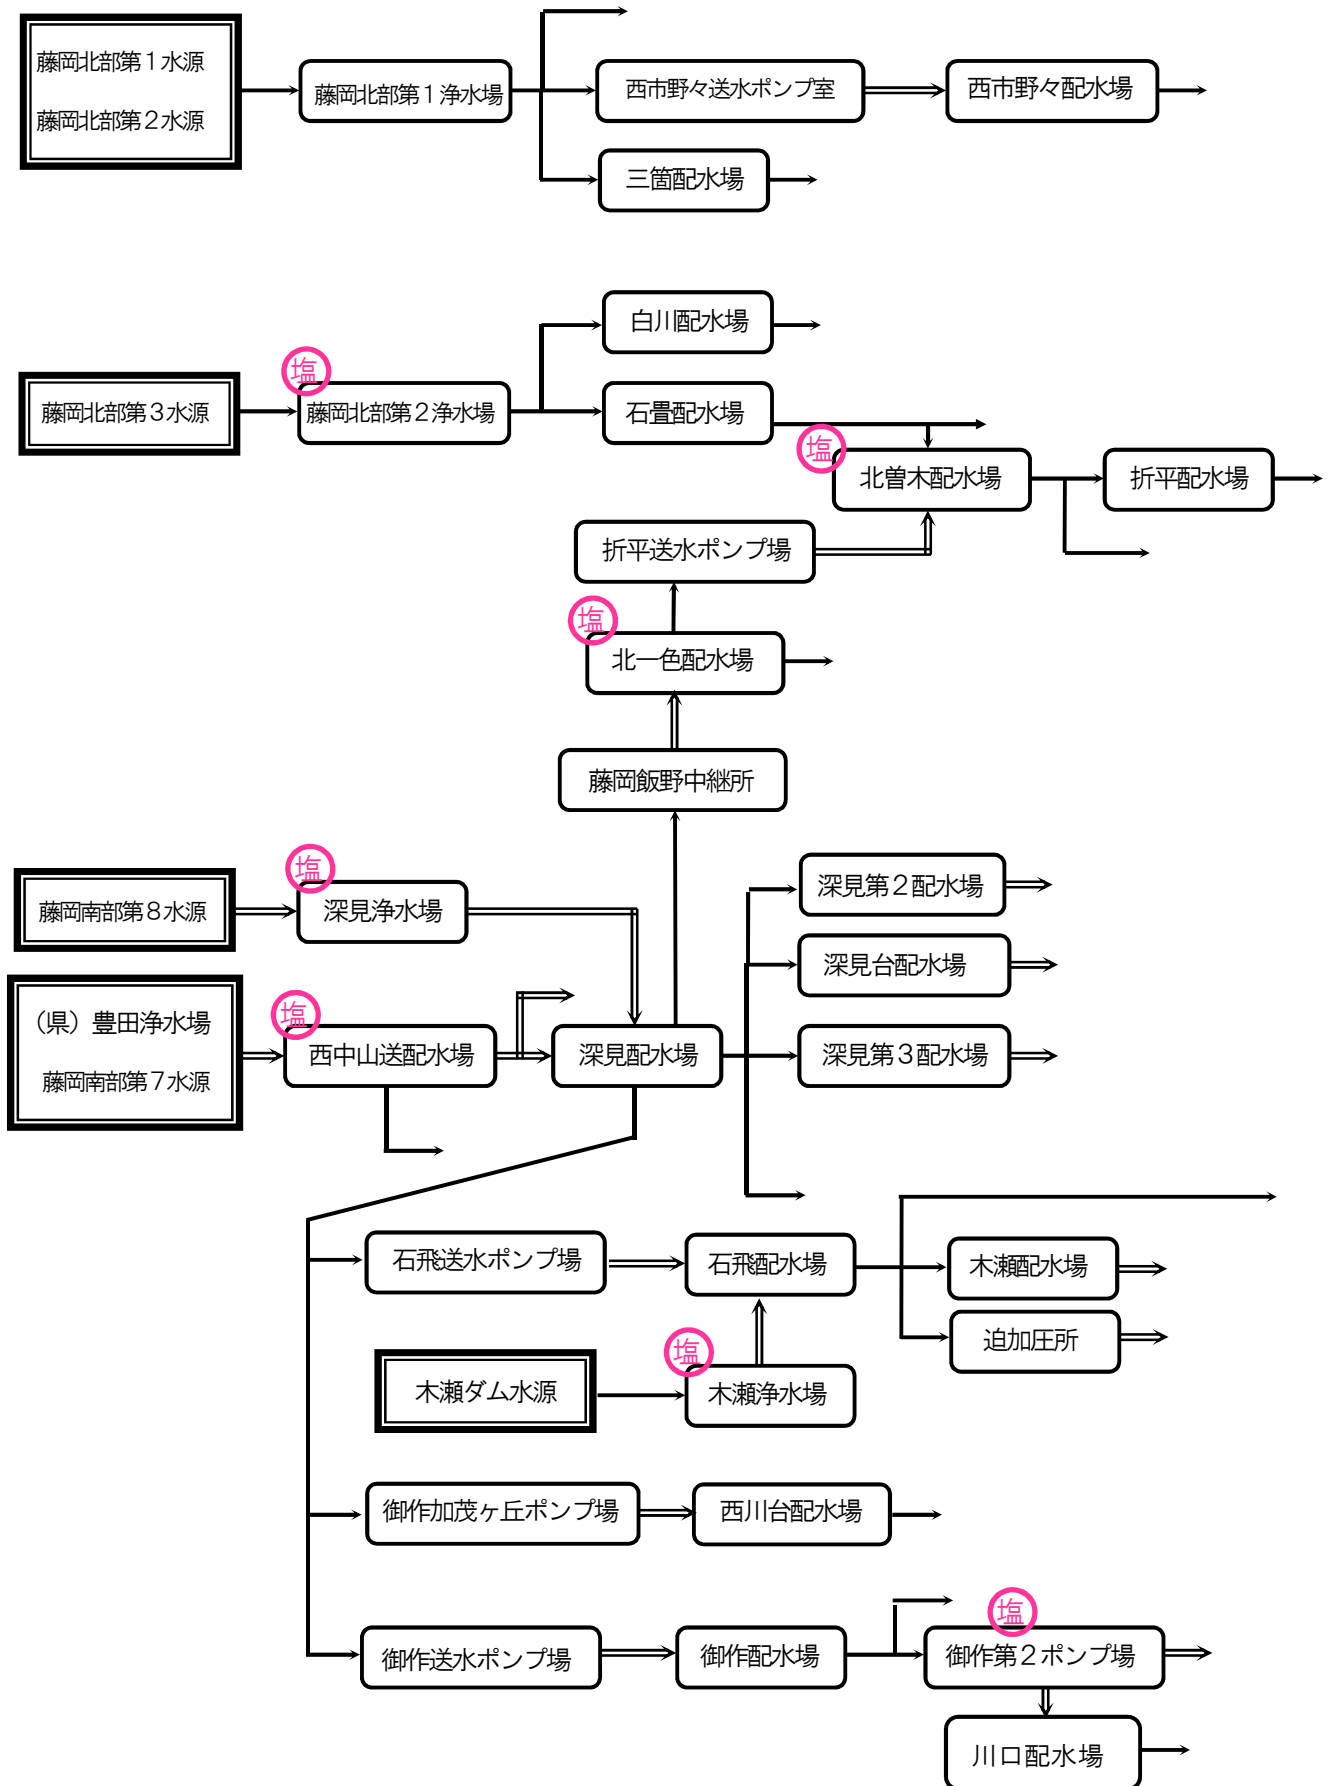 藤岡北部第１水源
藤岡北部第２水源
藤岡北部第１浄水場
西市野々送水ポンプ室
西市野々配水場
三箇配水場
白川配水場
塩
藤岡北部第３水源
藤岡北部第２浄水場
石畳配水場
塩
北曽木配水場
折平配水場
折平送水ポンプ場
塩
北一色配水場
藤岡飯野中継所
塩
藤岡南部第８水源
深見浄水場
深見第２配水場
深見台配水場
（県）豊田浄水場
藤岡南部第７水源
塩
西中山送配水場
深見配水場
深見第３配水場
石飛送水ポンプ場
石飛配水場
木瀬配水場
迫加圧所
塩
木瀬ダム水源
木瀬浄水場
御作加茂ヶ丘ポンプ場
西川台配水場
塩
御作送水ポンプ場
御作配水場
御作第２ポンプ場
川口配水場